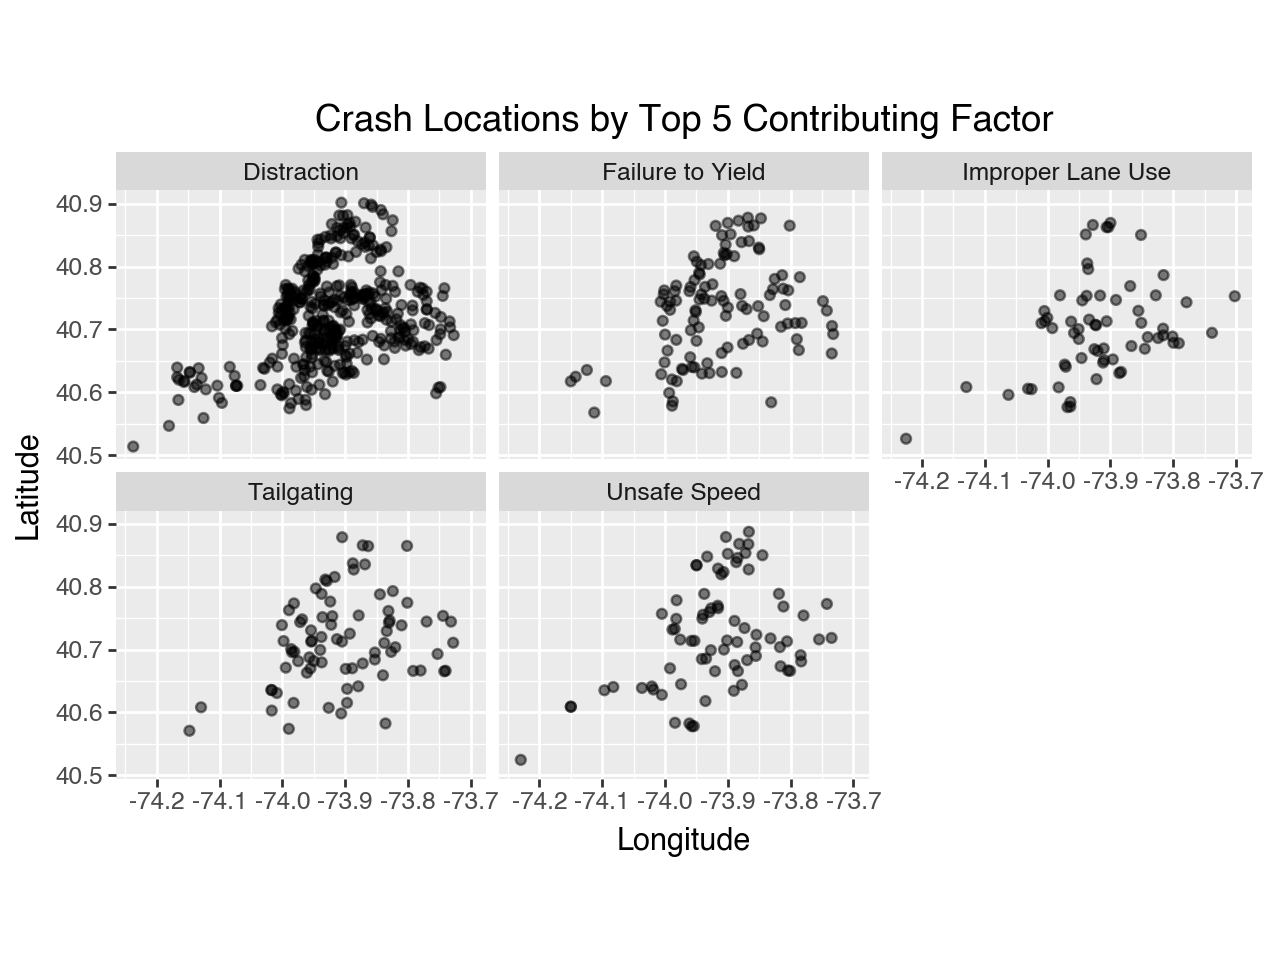 Crash Locations by Top 5 Contributing Factor
Distraction
Failure to Yield
Improper Lane Use
40.9
40.8
40.7
40.6
40.5
-74.2 -74.1 -74.0 -73.9 -73.8 -73.7
Latitude
Tailgating
Unsafe Speed
40.9
40.8
40.7
40.6
40.5
-74.2 -74.1 -74.0 -73.9 -73.8 -73.7
-74.2 -74.1 -74.0 -73.9 -73.8 -73.7
Longitude